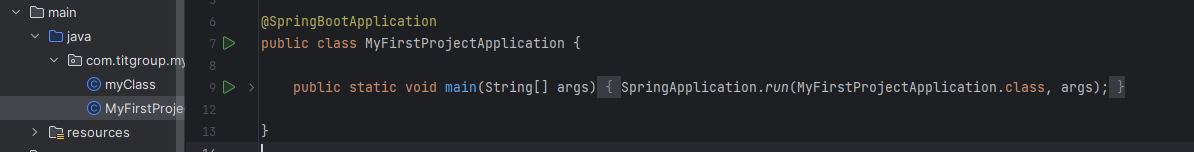 main
java
com.titgroup.my
myClass
MyFirstProje
resources
6 @SpringBootApplication
7 public class MyFirstProjectApplication {
8
9 public static void main(String[] args) { SpringApplication.run(MyFirstProjectApplication.class, args); }
12
13 }